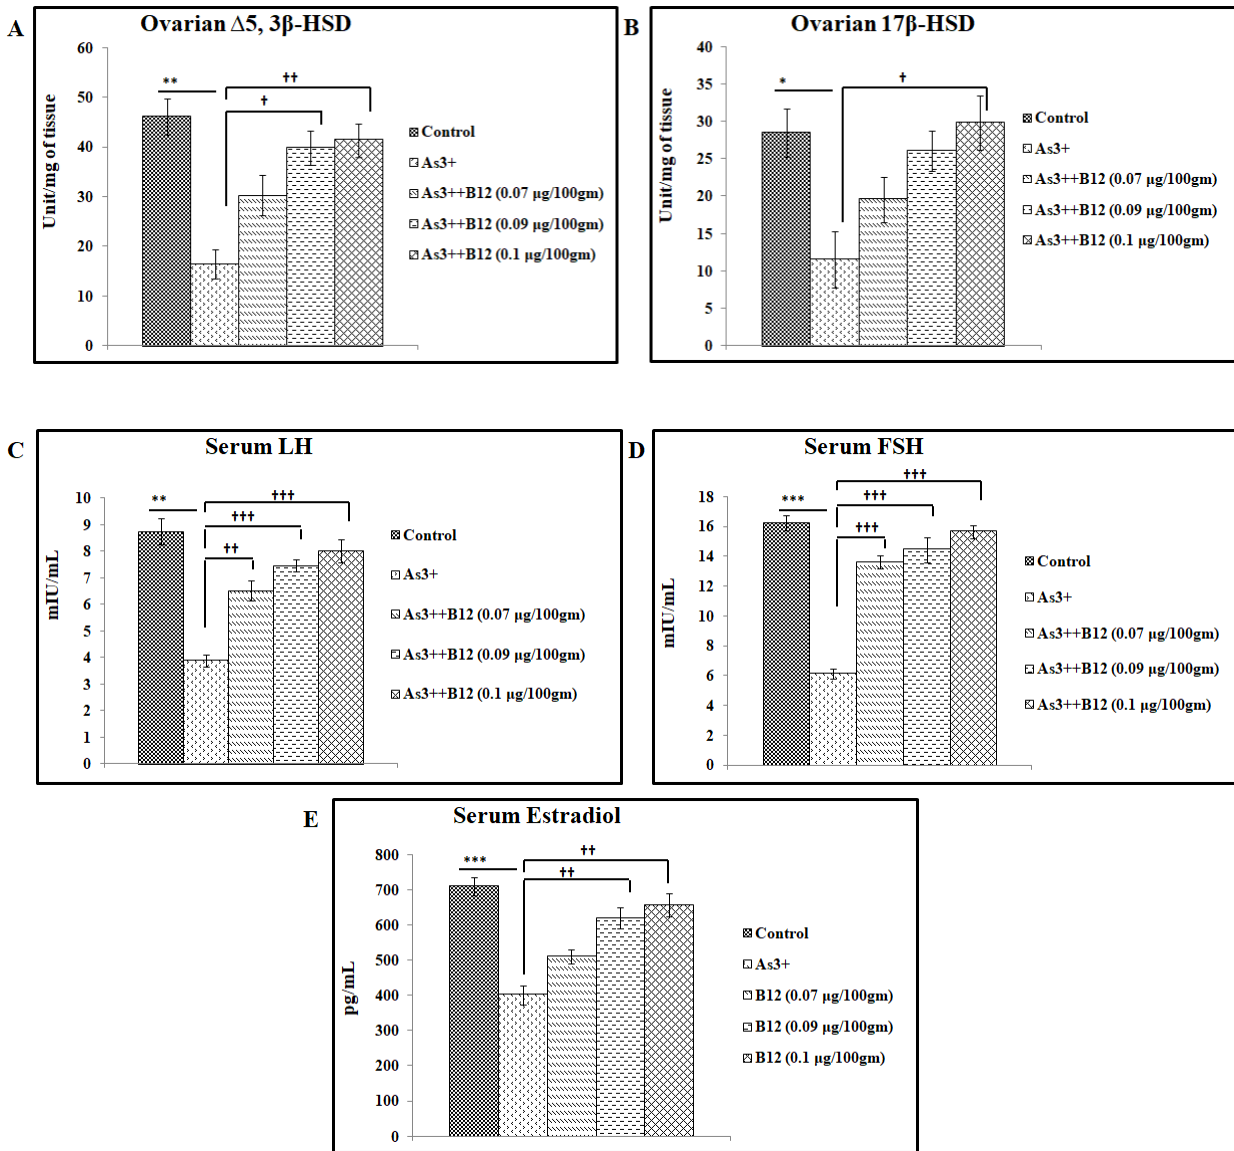 A
Ovarian Δ5, 3β-HSD
Unit/mg of tissue
60
50
40
30
20
10
0
**
††
†
Control
As3+
As3++B12 (0.07 µg/100gm)
As3++B12 (0.09 µg/100gm)
As3++B12 (0.1 µg/100gm)
B
Ovarian 17β-HSD
Unit/mg of tissue
40
35
30
25
20
15
10
5
0
*
†
Control
As3+
As3++B12 (0.07 µg/100gm)
As3++B12 (0.09 µg/100gm)
As3++B12 (0.1 µg/100gm)
C
Serum LH
mIU/mL
10
9
8
7
6
5
4
3
2
1
0
**
†††
†††
††
Control
As3+
As3++B12 (0.07 µg/100gm)
As3++B12 (0.09 µg/100gm)
As3++B12 (0.1 µg/100gm)
D
Serum FSH
mIU/mL
18
16
14
12
10
8
6
4
2
0
***
†††
†††
†††
Control
As3+
As3++B12 (0.07 µg/100gm)
As3++B12 (0.09 µg/100gm)
As3++B12 (0.1 µg/100gm)
E
Serum Estradiol
pg/mL
800
700
600
500
400
300
200
100
0
***
††
††
Control
As3+
B12 (0.07 µg/100gm)
B12 (0.09 µg/100gm)
B12 (0.1 µg/100gm)